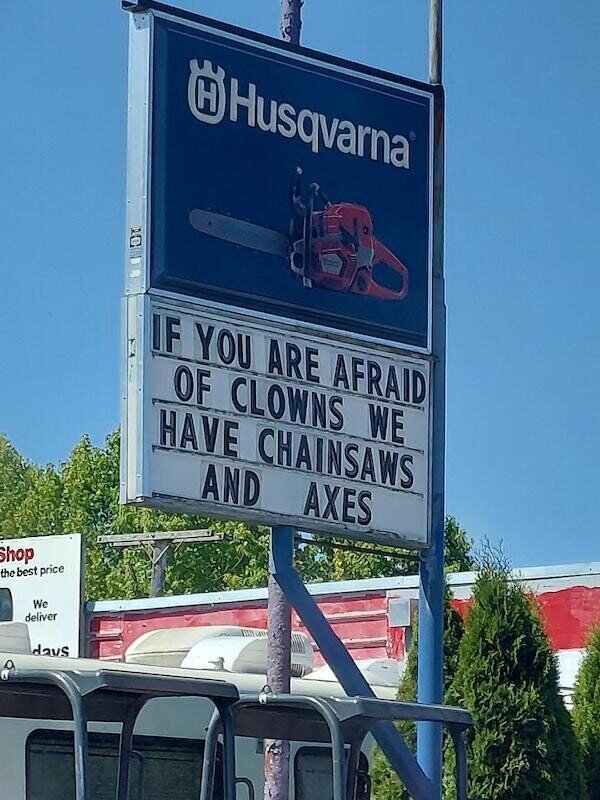 Husqvarna
IF YOU ARE AFRAID
OF CLOWNS WE
HAVE CHAINSAWS
AND AXES
Shop
the best price
We
deliver
days